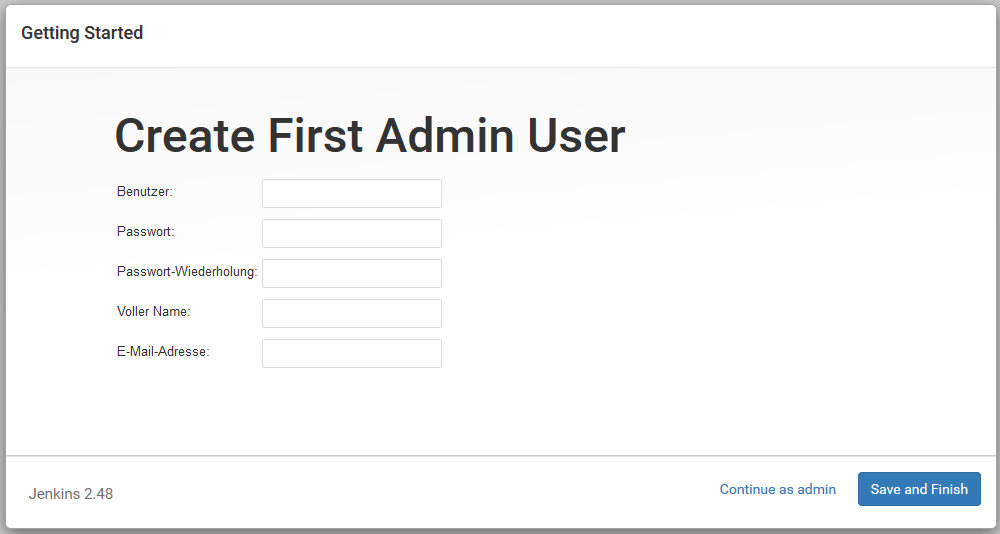 Getting Started
Create First Admin User
Benutzer:
Passwort:
Passwort-Wiederholung:
Voller Name:
E-Mail-Adresse:
Jenkins 2.48
Continue as admin
Save and Finish